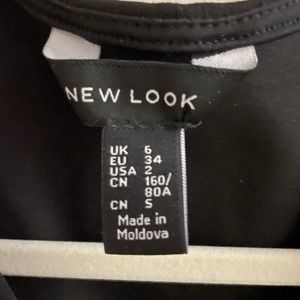 NEW LOOK
UK 6
EU 34
USA 2
CN 160/
80A
CN S
Made in
Moldova